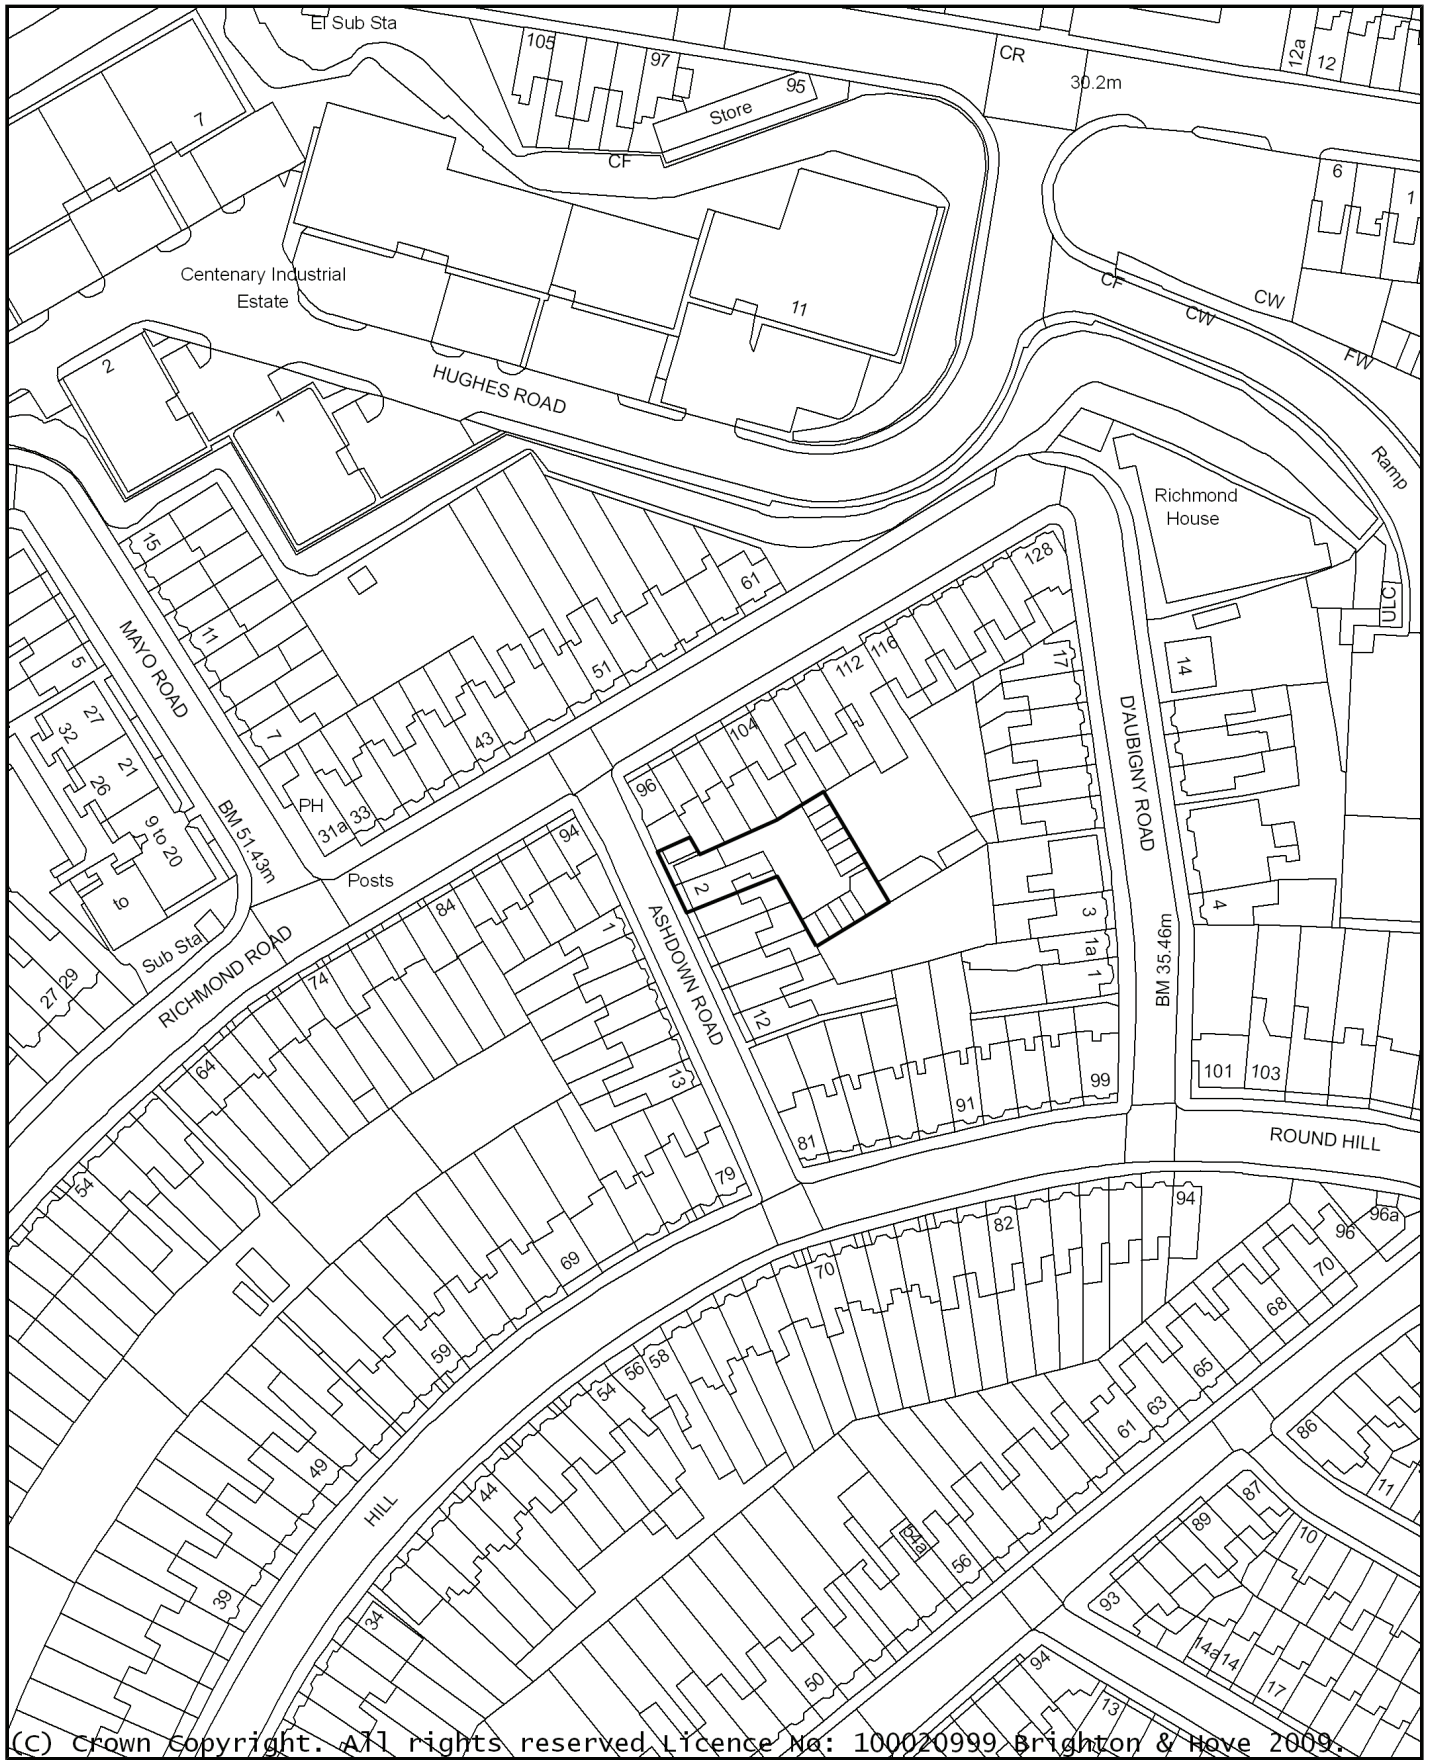 El Sub Sta
105
97
95
Store
CF
CR
30.2m
12a
12
7
6
1
Centenary Industrial
Estate
11
CF
CW
CW
FW
2
1
HUGHES ROAD
Ramp
Richmond
House
15
11
7
61
51
43
128
116
112
104
96
17
14
ULC
MAYO ROAD
5
27
32
21
26
9 to 20
to
BM 51.43m
PH
31a
33
Posts
94
84
74
64
54
Sub Sta
27
29
RICHMOND ROAD
D'AUBIGNY ROAD
2
1
ASHDOWN ROAD
12
13
3
1a
1
4
BM 35.46m
81
91
99
101
103
79
69
59
49
39
ROUND HILL
82
94
70
96
96a
70
68
65
63
61
58
56
54
44
34
HILL
54a
56
50
86
11
87
89
93
10
14a
14
17
94
13
(C) Crown Copyright. All rights reserved Licence No: 100020999 Brighton & Hove 2009.